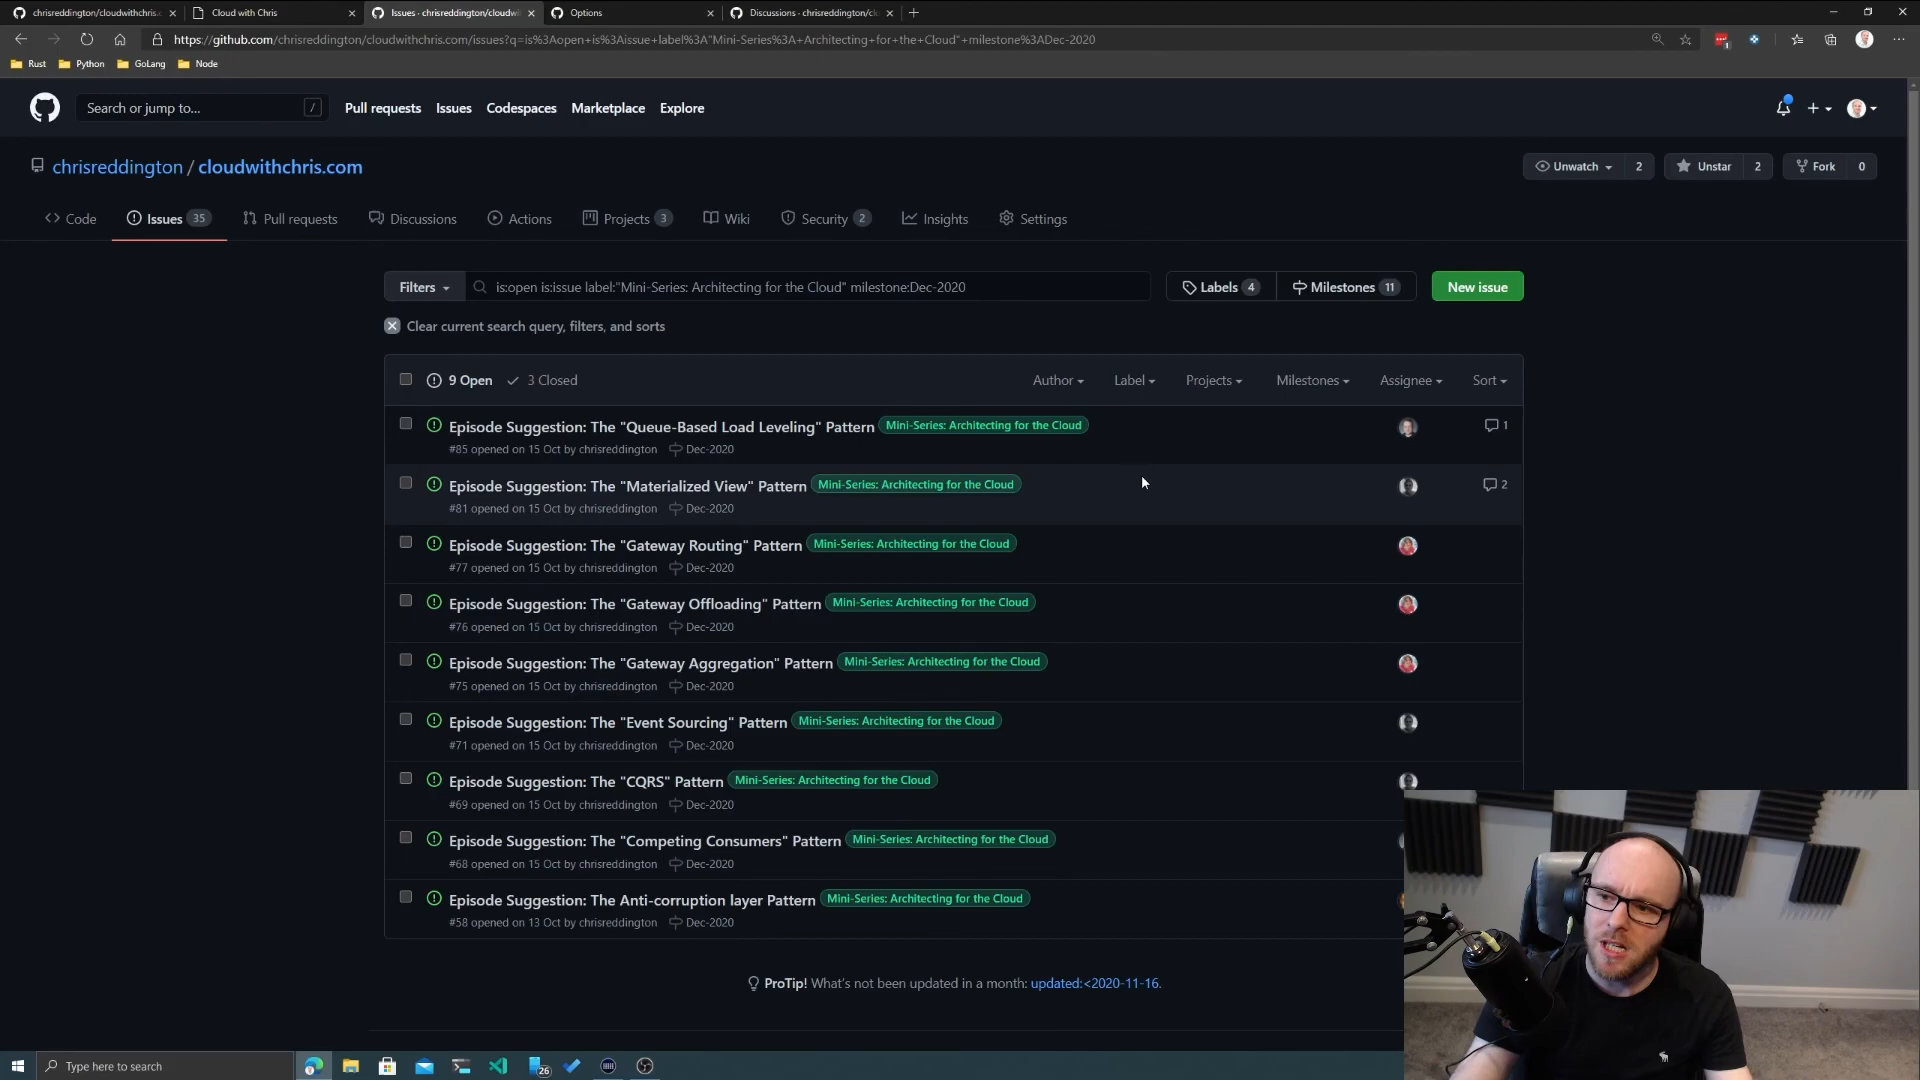 chrisreddington/cloudwithchris.
Cloud with Chris
Issues · chrisreddington/cloudwi
Options
Discussions · chrisreddington/cl
https://github.com/chrisreddington/cloudwithchris.com/issues?q=is%3Aopen+is%3Aissue+label%3A"Mini-Series%3A+Architecting+for+the+Cloud"+milestone%3ADec-2020
Rust
Python
GoLang
Node
Search or jump to...
/
Pull requests
Issues
Codespaces
Marketplace
Explore
chrisreddington / cloudwithchris.com
Unwatch 2
Unstar 2
Fork 0
Code
Issues 35
Pull requests
Discussions
Actions
Projects 3
Wiki
Security 2
Insights
Settings
Filters
is:open is:issue label:"Mini-Series: Architecting for the Cloud" milestone:Dec-2020
Labels 4
Milestones 11
New issue
Clear current search query, filters, and sorts
9 Open
3 Closed
Author
Label
Projects
Milestones
Assignee
Sort
Episode Suggestion: The "Queue-Based Load Leveling" Pattern Mini-Series: Architecting for the Cloud
1
#85 opened on 15 Oct by chrisreddington Dec-2020
Episode Suggestion: The "Materialized View" Pattern Mini-Series: Architecting for the Cloud
2
#81 opened on 15 Oct by chrisreddington Dec-2020
Episode Suggestion: The "Gateway Routing" Pattern Mini-Series: Architecting for the Cloud
#77 opened on 15 Oct by chrisreddington Dec-2020
Episode Suggestion: The "Gateway Offloading" Pattern Mini-Series: Architecting for the Cloud
#76 opened on 15 Oct by chrisreddington Dec-2020
Episode Suggestion: The "Gateway Aggregation" Pattern Mini-Series: Architecting for the Cloud
#75 opened on 15 Oct by chrisreddington Dec-2020
Episode Suggestion: The "Event Sourcing" Pattern Mini-Series: Architecting for the Cloud
#71 opened on 15 Oct by chrisreddington Dec-2020
Episode Suggestion: The "CQRS" Pattern Mini-Series: Architecting for the Cloud
#69 opened on 15 Oct by chrisreddington Dec-2020
Episode Suggestion: The "Competing Consumers" Pattern Mini-Series: Architecting for the Cloud
#68 opened on 15 Oct by chrisreddington Dec-2020
Episode Suggestion: The Anti-corruption layer Pattern Mini-Series: Architecting for the Cloud
#58 opened on 13 Oct by chrisreddington Dec-2020
ProTip! What's not been updated in a month: updated:<2020-11-16.
Type here to search
26